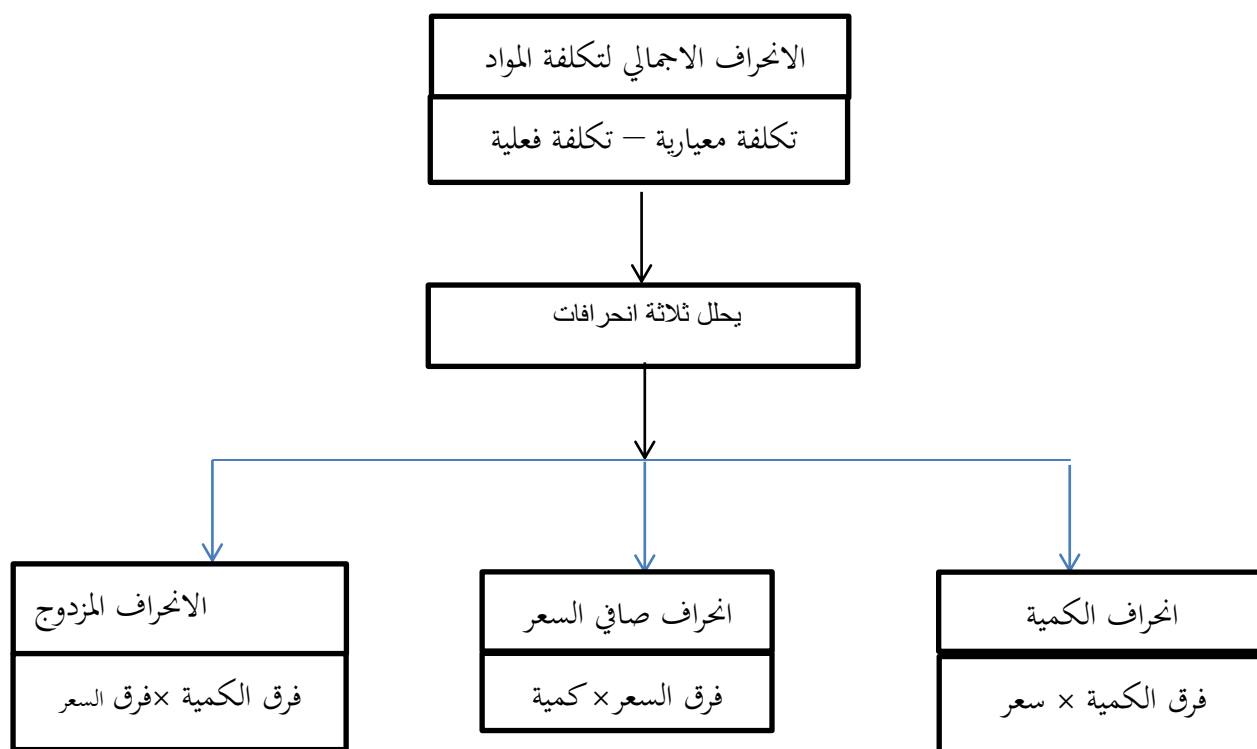 الانحراف الاجمالي لتكلفة المواد
تكلفة معيارية – تكلفة فعلية
يحلل ثلاثة انحرافات
انحراف الكمية
فرق الكمية × سعر
انحراف صافي السعر
فرق السعر × كمية
الانحراف المزدوج
فرق الكمية ×فرق السعر